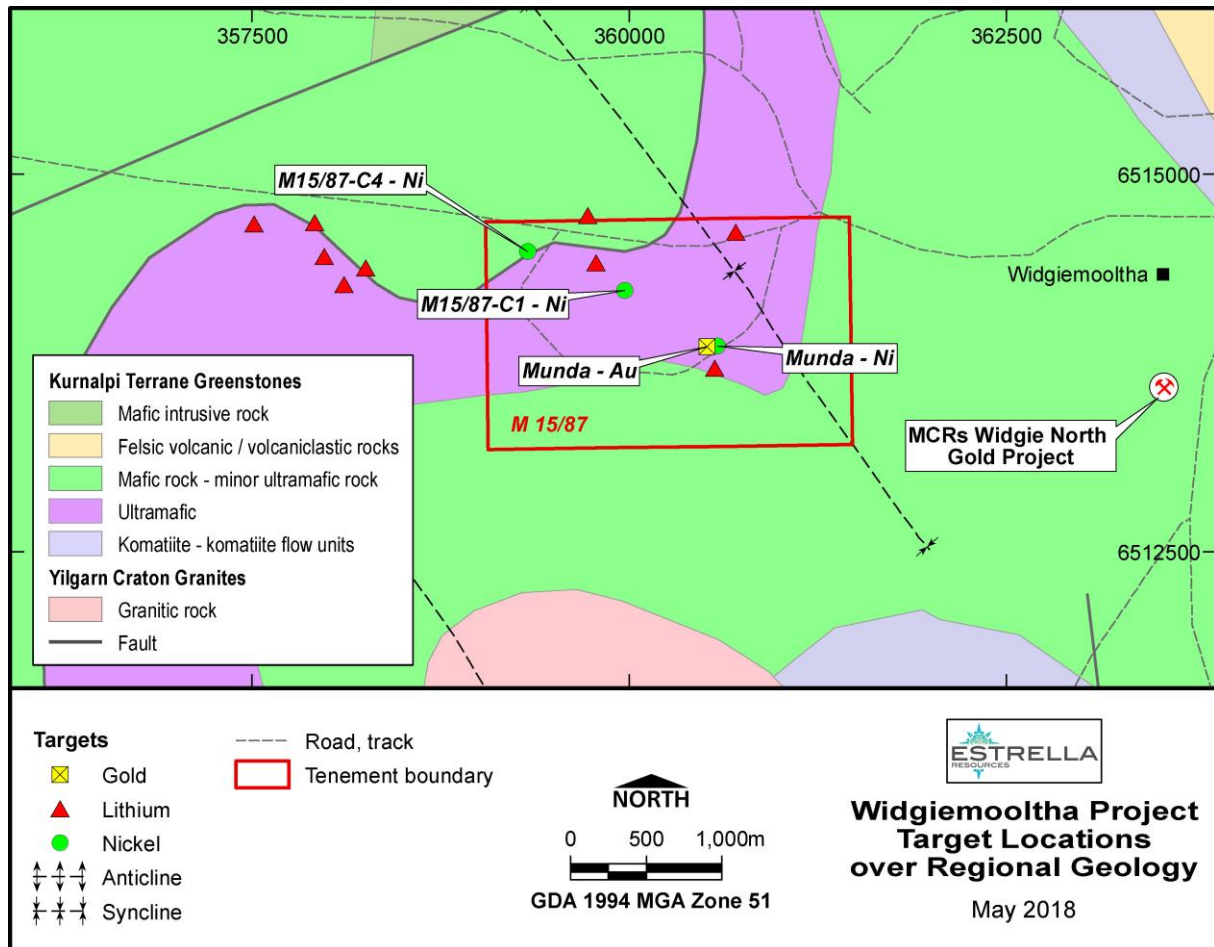 357500
360000
362500
M15/87-C4 - Ni
6515000
M15/87-C1 - Ni
Widgiemooltha
Munda - Au
Munda - Ni
M 15/87
MCRs Widgie North
Gold Project
6512500
Kurnalpi Terrane Greenstones
Mafic intrusive rock
Felsic volcanic / volcaniclastic rocks
Mafic rock - minor ultramafic rock
Ultramafic
Komatiite - komatiite flow units
Yilgarn Craton Granites
Granitic rock
Fault
Targets
Gold
Lithium
Nickel
Anticline
Syncline
Road, track
Tenement boundary
NORTH
0 500 1,000m
GDA 1994 MGA Zone 51
ESTRELLA
RESOURCES
Widgiemooltha Project
Target Locations
over Regional Geology
May 2018